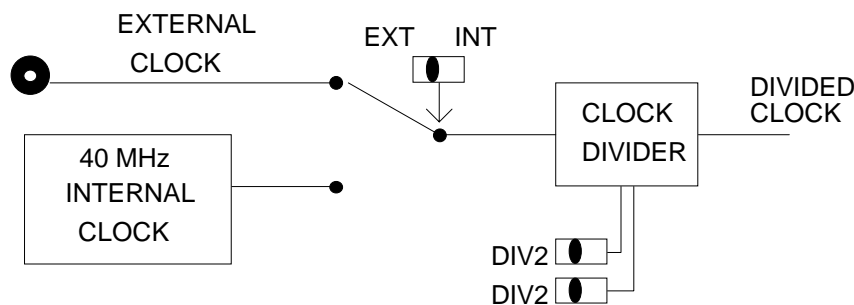 EXTERNAL
CLOCK
EXT INT
40 MHz
INTERNAL
CLOCK
CLOCK
DIVIDER
DIVIDED
CLOCK
DIV2
DIV2